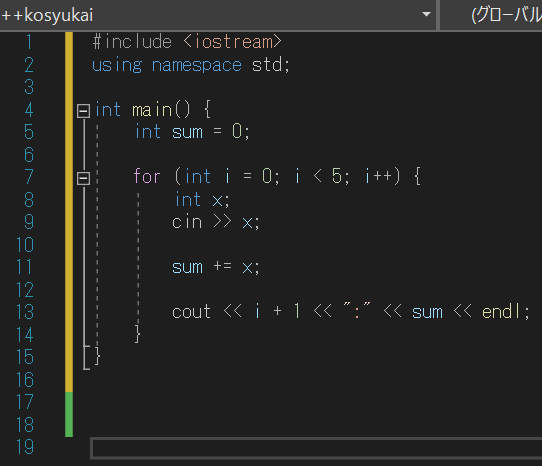 ++kosyukai (グローバル
1 #include <iostream>
2 using namespace std;
3
4 int main() {
5 int sum = 0;
6
7 for (int i = 0; i < 5; i++) {
8 int x;
9 cin >> x;
10
11 sum += x;
12
13 cout << i + 1 << ":" << sum << endl;
14 }
15 }
16
17
18
19